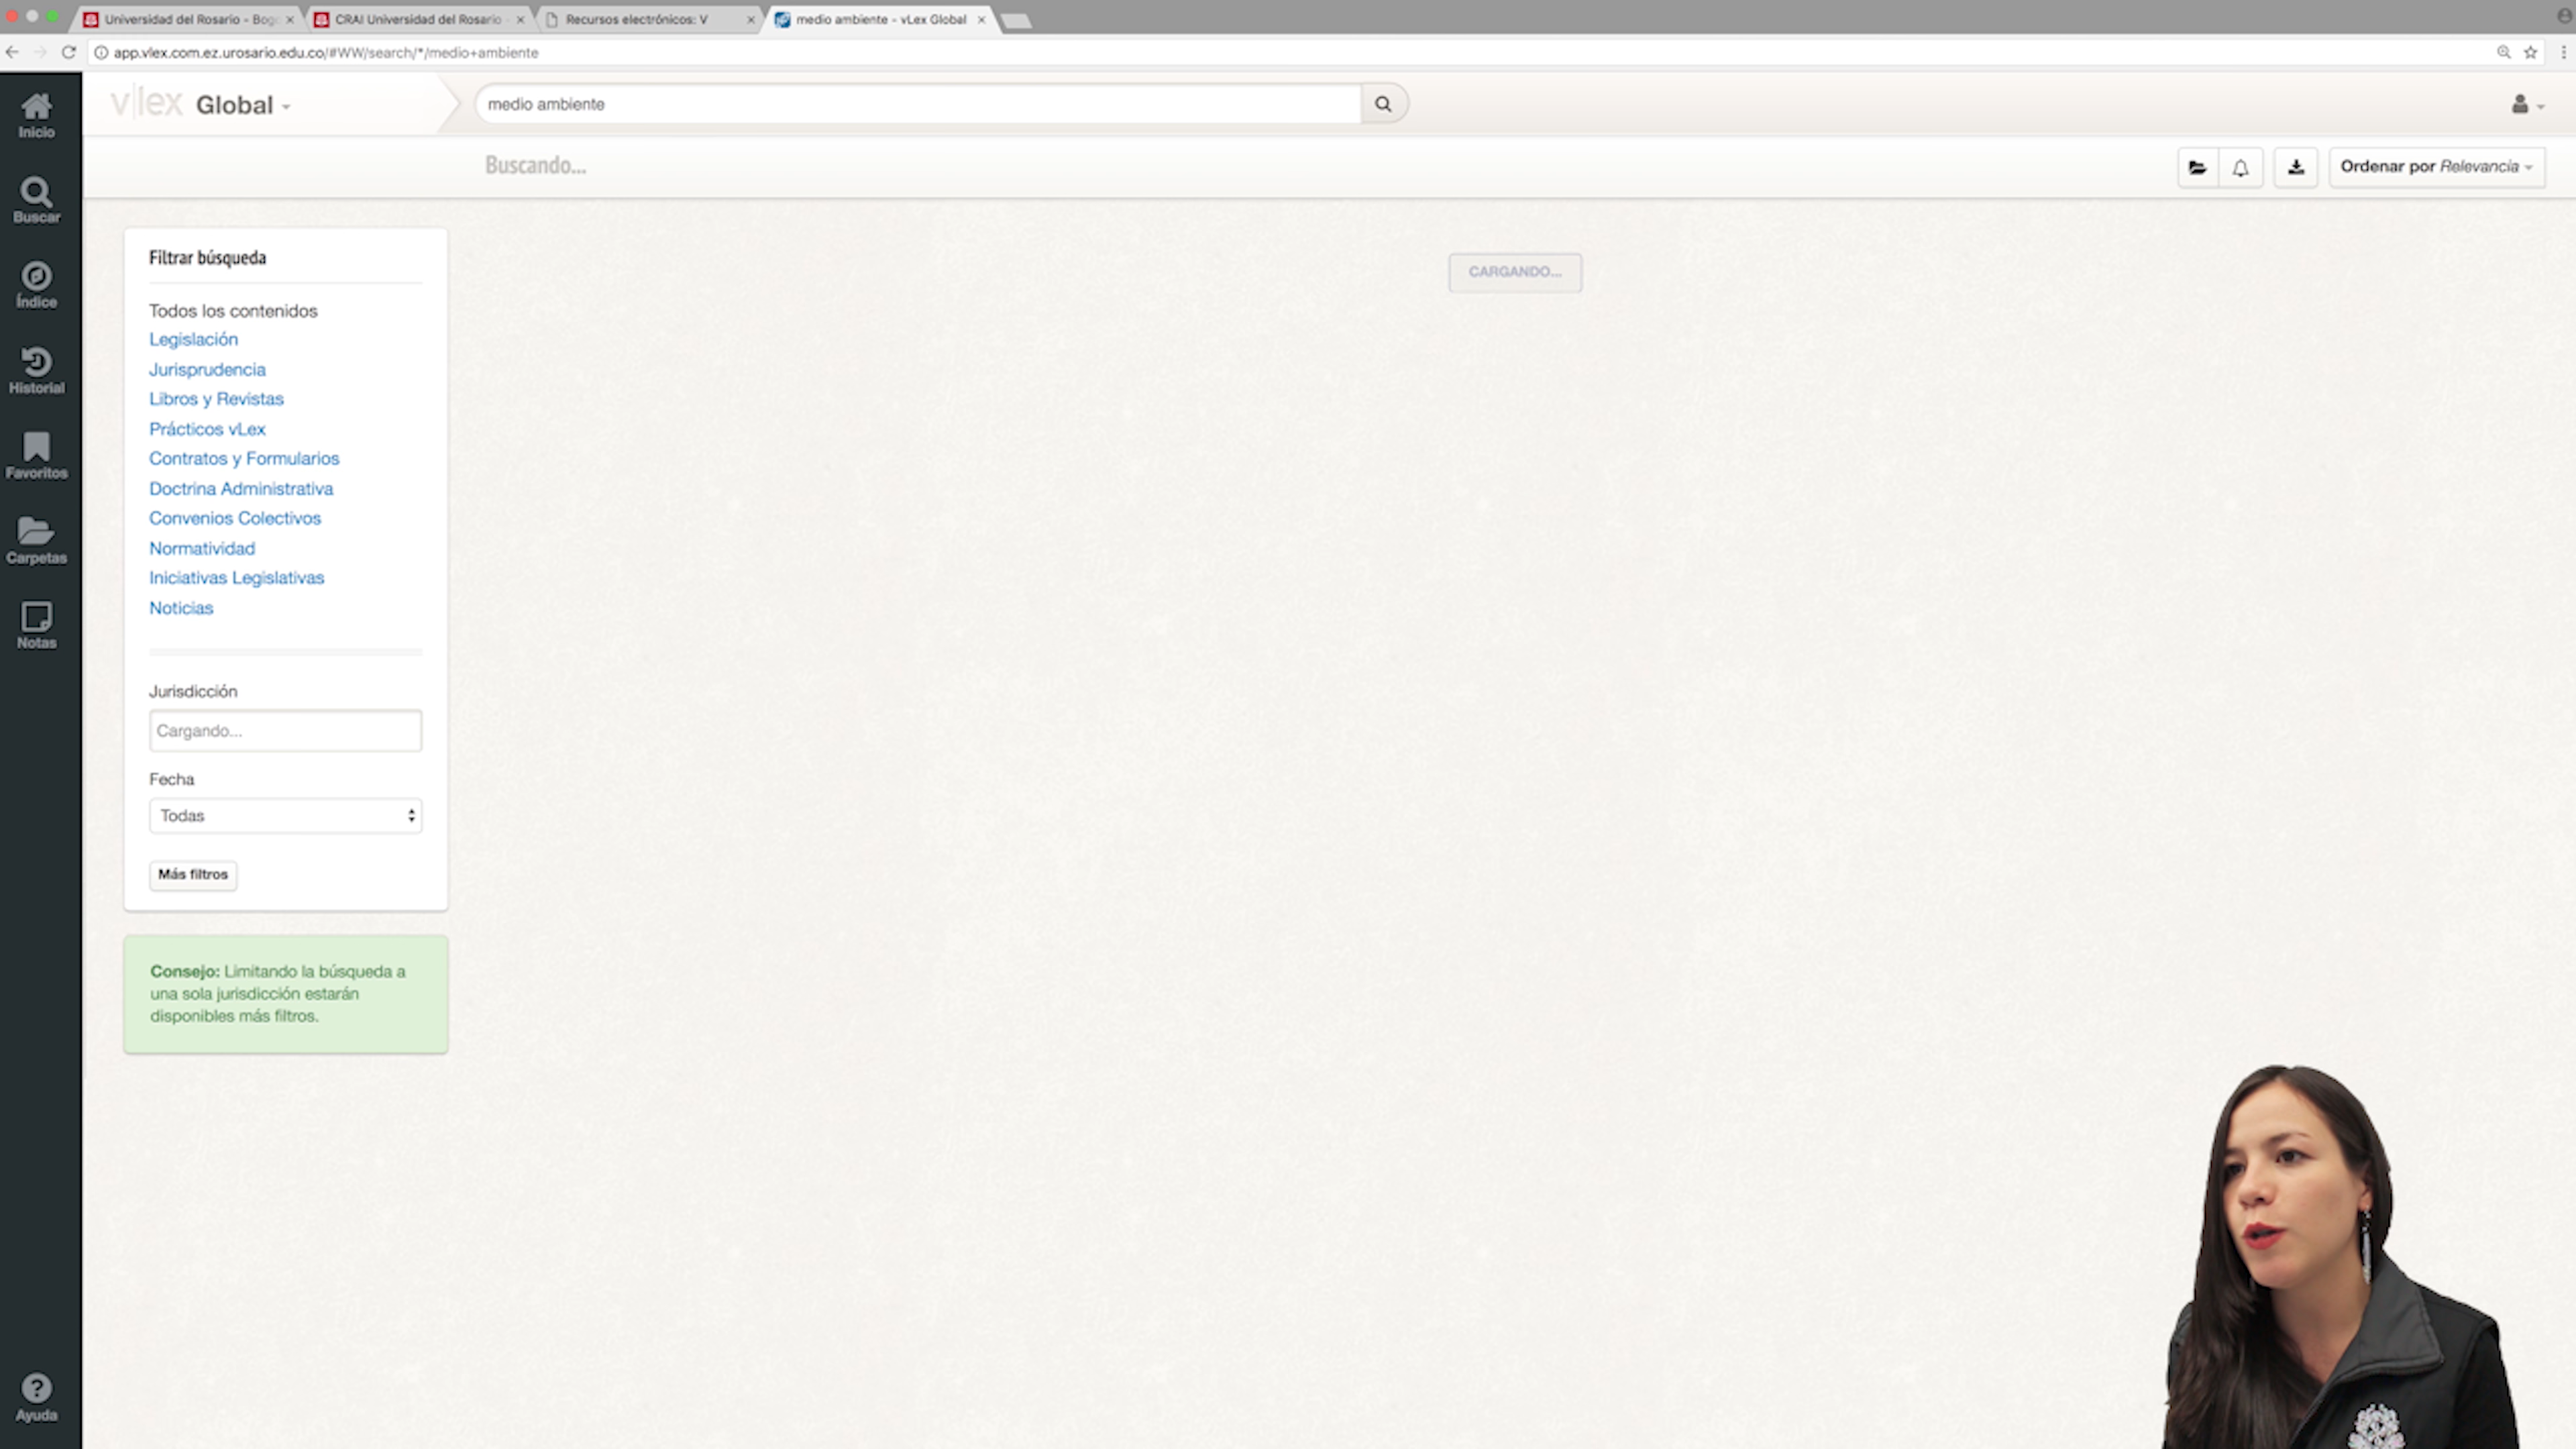 Universidad del Rosario - Bog
CRAI Universidad del Rosario -
Recursos electrónicos: V
medio ambiente - vLex Global
app.vlex.com.ez.urosario.edu.co/#WW/search/*/medio+ambiente
v|lex Global
medio ambiente
Inicio
Buscar
Índice
Historial
Favoritos
Carpetas
Notas
Ayuda
Buscando...
Ordenar por Relevancia
CARGANDO...
Filtrar búsqueda
Todos los contenidos
Legislación
Jurisprudencia
Libros y Revistas
Prácticos vLex
Contratos y Formularios
Doctrina Administrativa
Convenios Colectivos
Normatividad
Iniciativas Legislativas
Noticias
Jurisdicción
Cargando...
Fecha
Todas
Más filtros
Consejo: Limitando la búsqueda a
una sola jurisdicción estarán
disponibles más filtros.